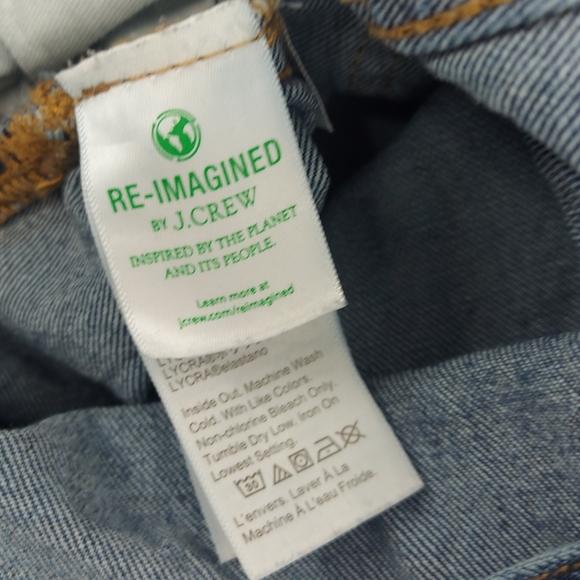 RE-IMAGINED
BY J.CREW
INSPIRED BY THE PLANET
AND ITS PEOPLE.
Learn more at
jcrew.com/reimagined
LYCRA®elastano
Inside Out. Machine Wash
Cold. With Like Colors.
Non-chlorine Bleach Only.
Tumble Dry Low. Iron On
Lowest Setting.
30
L'envers. Laver À La
Machine À L'eau Froide.